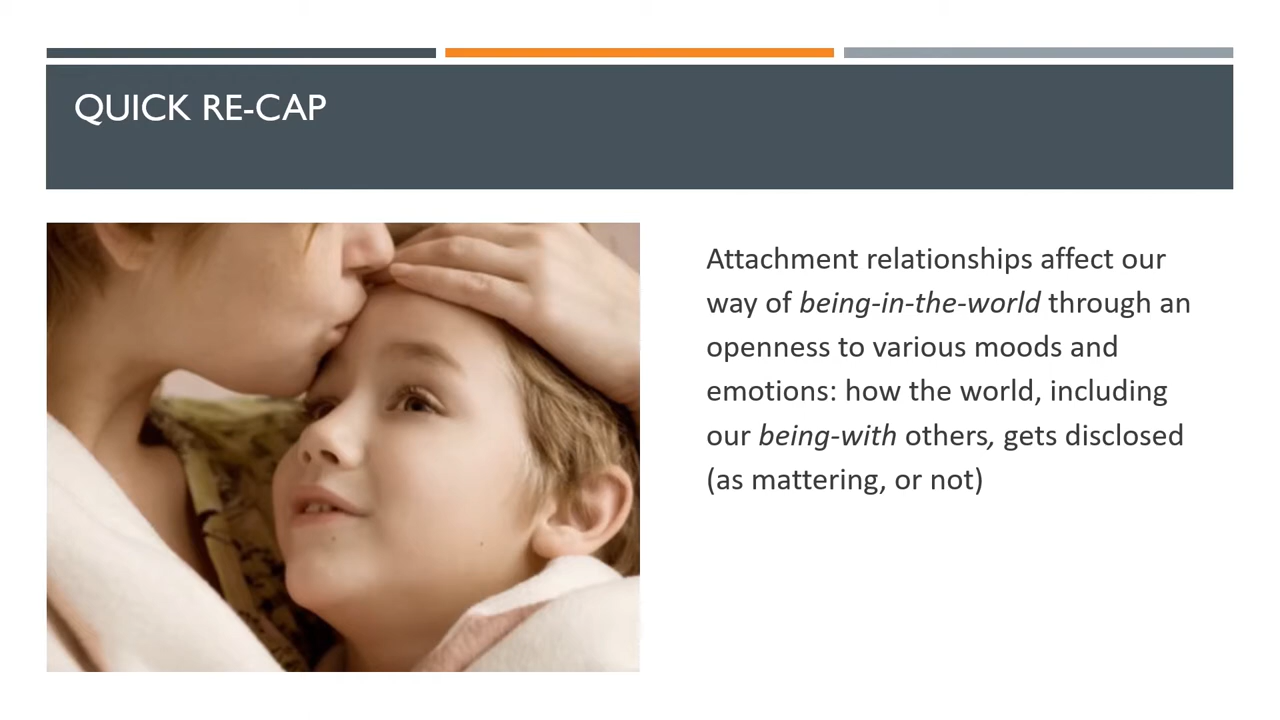 QUICK RE-CAP
Attachment relationships affect our
way of being-in-the-world through an
openness to various moods and
emotions: how the world, including
our being-with others, gets disclosed
(as mattering, or not)